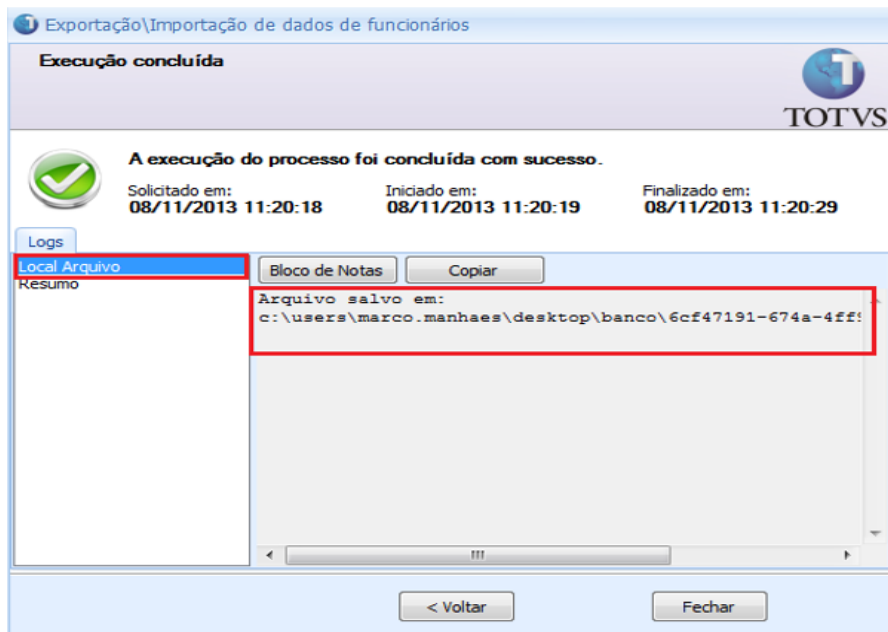 Exportação\Importação de dados de funcionários
Execução concluída
TOTVS
A execução do processo foi concluída com sucesso.
Solicitado em: Iniciado em: Finalizado em:
08/11/2013 11:20:18 08/11/2013 11:20:19 08/11/2013 11:20:29
Logs
Local Arquivo
Resumo
Bloco de Notas Copiar
Arquivo salvo em:
c:\users\marco.manhaes\desktop\banco\6cf47191-674a-4ff9
< Voltar Fechar